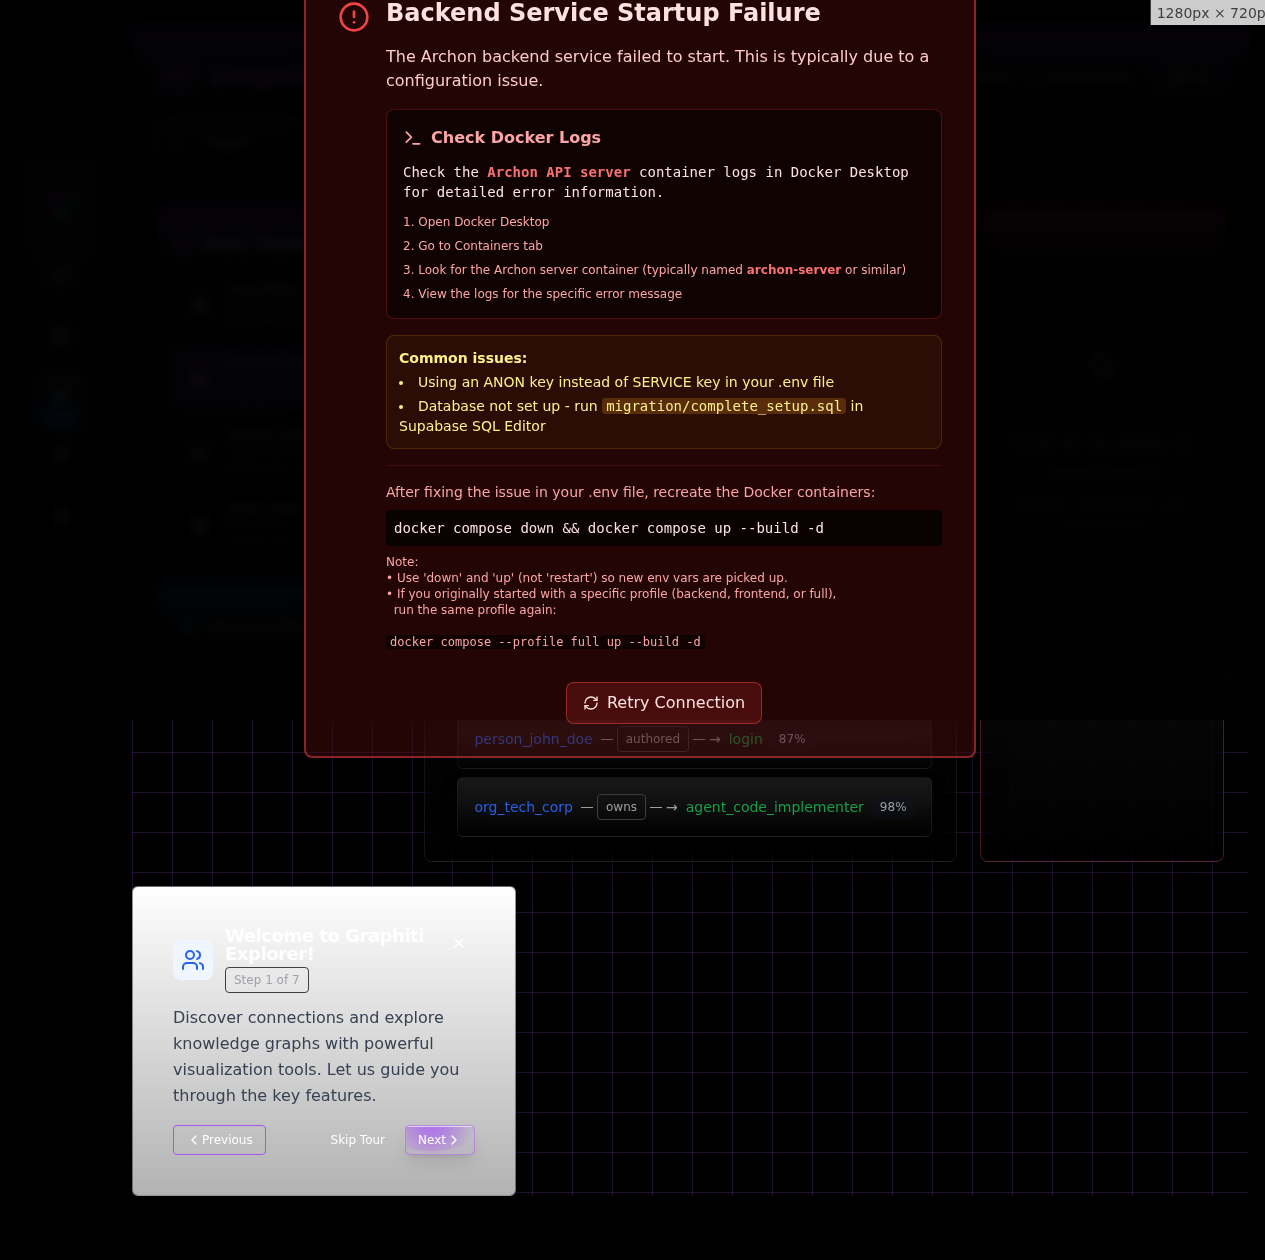 Backend Service Startup Failure
1280px × 720p
The Archon backend service failed to start. This is typically due to a
configuration issue.
Check Docker Logs
Check the Archon API server container logs in Docker Desktop
for detailed error information.
1. Open Docker Desktop
2. Go to Containers tab
3. Look for the Archon server container (typically named archon-server or similar)
4. View the logs for the specific error message
Common issues:
• Using an ANON key instead of SERVICE key in your .env file
• Database not set up - run migration/complete_setup.sql in
Supabase SQL Editor
After fixing the issue in your .env file, recreate the Docker containers:
docker compose down && docker compose up --build -d
Note:
• Use 'down' and 'up' (not 'restart') so new env vars are picked up.
• If you originally started with a specific profile (backend, frontend, or full),
run the same profile again:
docker compose --profile full up --build -d
Retry Connection
person_john_doe — authored —→ login 87%
org_tech_corp — owns —→ agent_code_implementer 98%
Welcome to Graphiti
Explorer!
Step 1 of 7
Discover connections and explore
knowledge graphs with powerful
visualization tools. Let us guide you
through the key features.
Previous Skip Tour Next